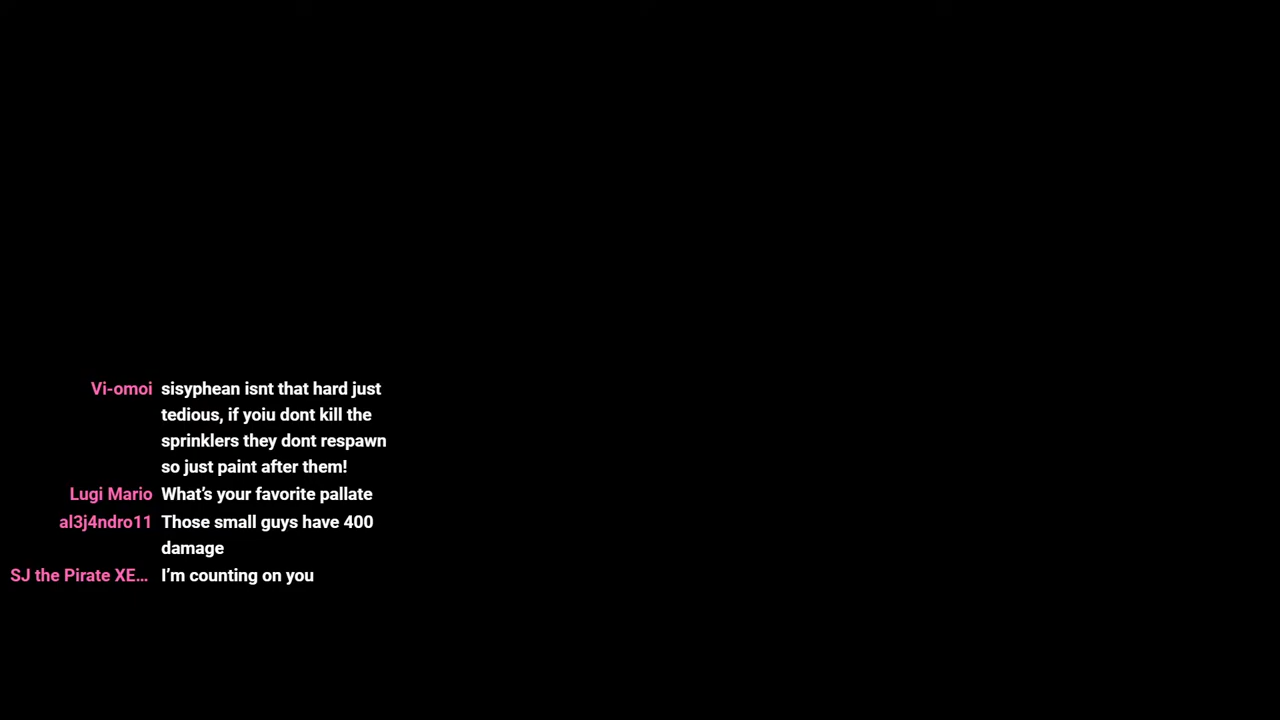 Vi-omoi sisyphean isnt that hard just
tedious, if yoiu dont kill the
sprinklers they dont respawn
so just paint after them!
Lugi Mario What’s your favorite pallate
al3j4ndro11 Those small guys have 400
damage
SJ the Pirate XE... I’m counting on you